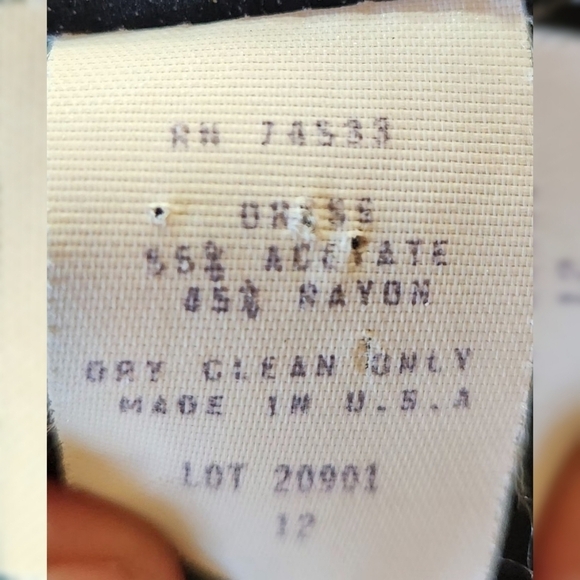 RN 74533
DRESS
55% ACETATE
45% RAYON
DRY CLEAN ONLY
MADE IN U.S.A
LOT 20901
12